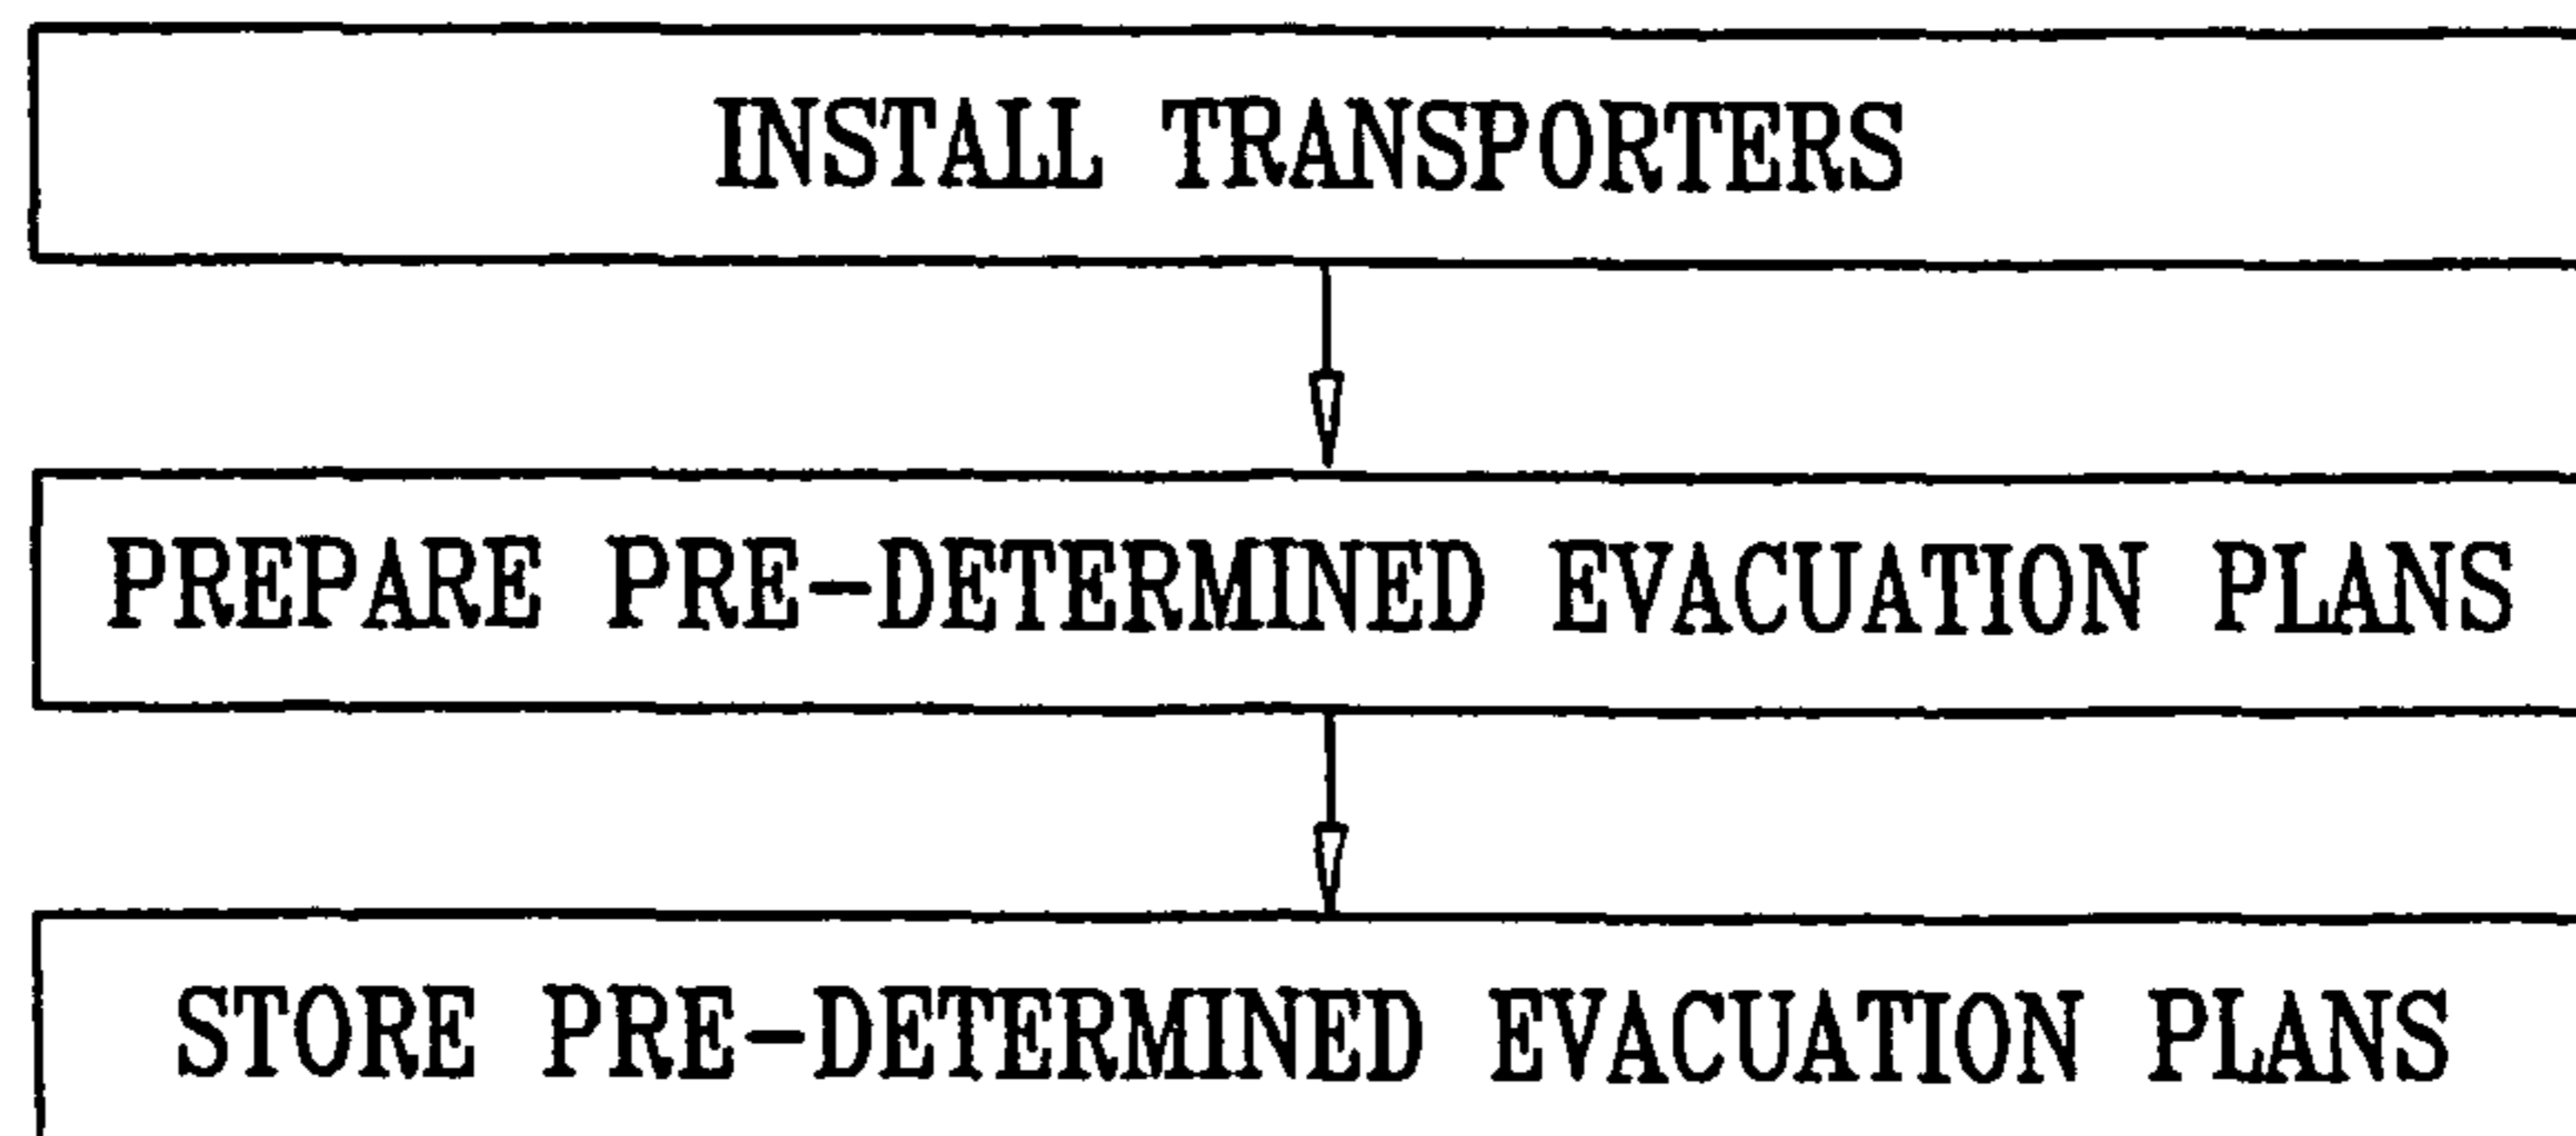 INSTALL TRANSPORTERS
PREPARE PRE-DETERMINED EVACUATION PLANS
STORE PRE-DETERMINED EVACUATION PLANS